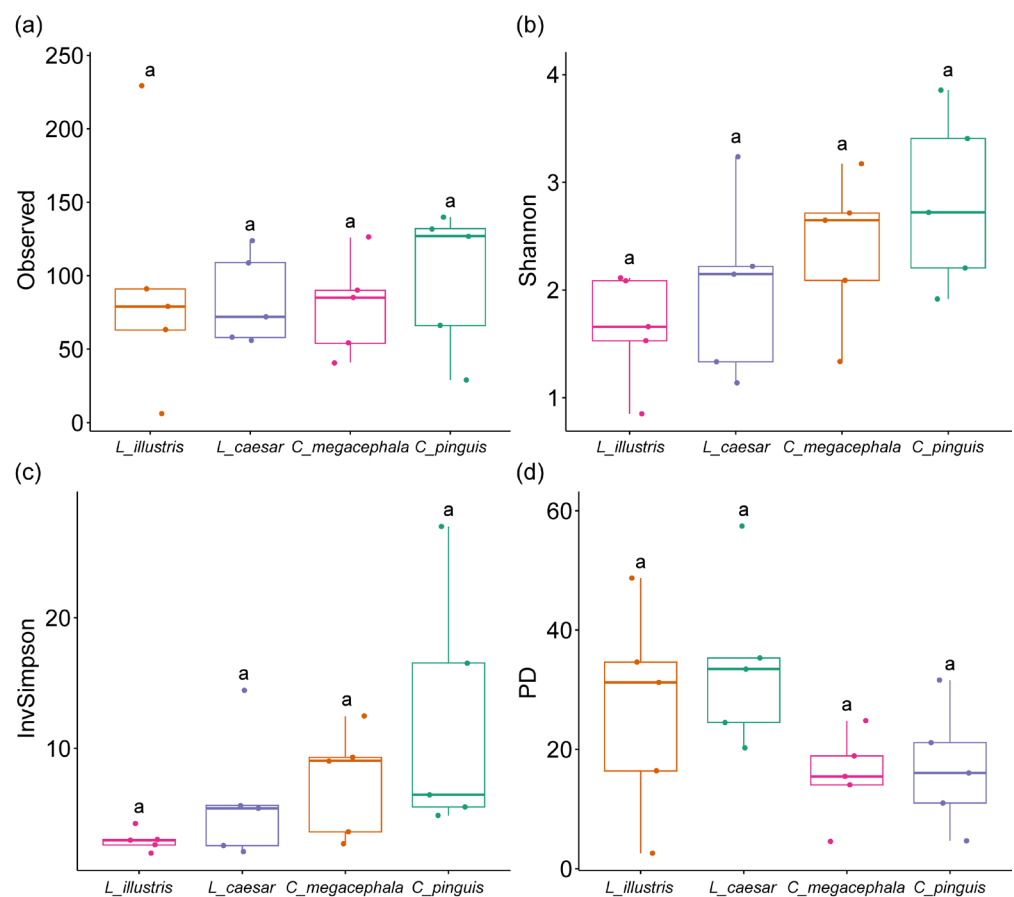 (a)
a
a
a
a
250
200
150
100
50
0
Observed
L_illustris
L_caesar
C_megacephala
C_pinguis
(b)
a
a
a
a
4
3
2
1
Shannon
L_illustris
L_caesar
C_megacephala
C_pinguis
(c)
a
a
a
a
20
10
InvSimpson
L_illustris
L_caesar
C_megacephala
C_pinguis
(d)
a
a
a
a
60
40
20
0
PD
L_illustris
L_caesar
C_megacephala
C_pinguis